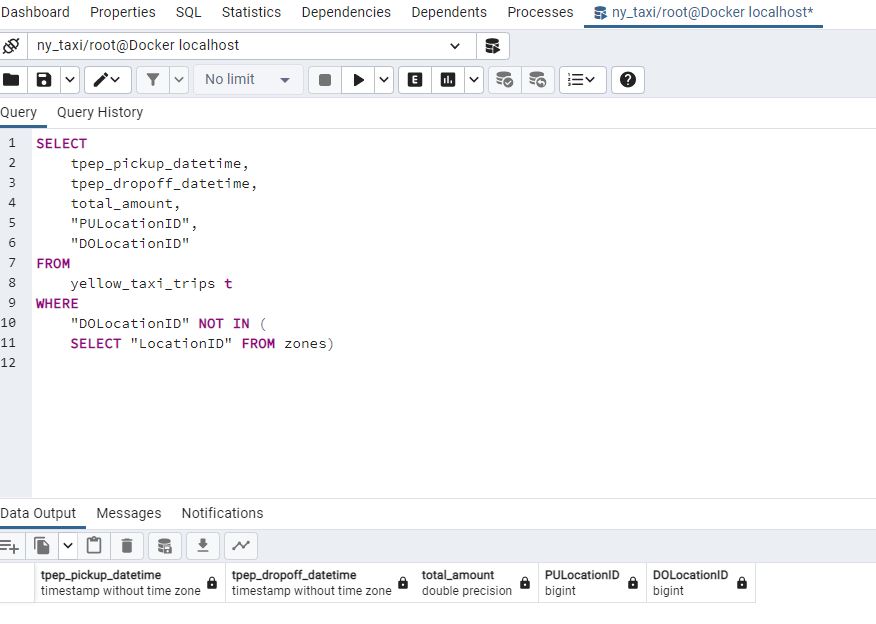 Dashboard Properties SQL Statistics Dependencies Dependents Processes ny_taxi/root@Docker localhost*
ny_taxi/root@Docker localhost
No limit E
Query Query History
1 SELECT
2 tpep_pickup_datetime,
3 tpep_dropoff_datetime,
4 total_amount,
5 "PULocationID",
6 "DOLocationID"
7 FROM
8 yellow_taxi_trips t
9 WHERE
10 "DOLocationID" NOT IN (
11 SELECT "LocationID" FROM zones)
12
Data Output Messages Notifications
tpep_pickup_datetime tpep_dropoff_datetime total_amount PULocationID DOLocationID
timestamp without time zone timestamp without time zone double precision bigint bigint